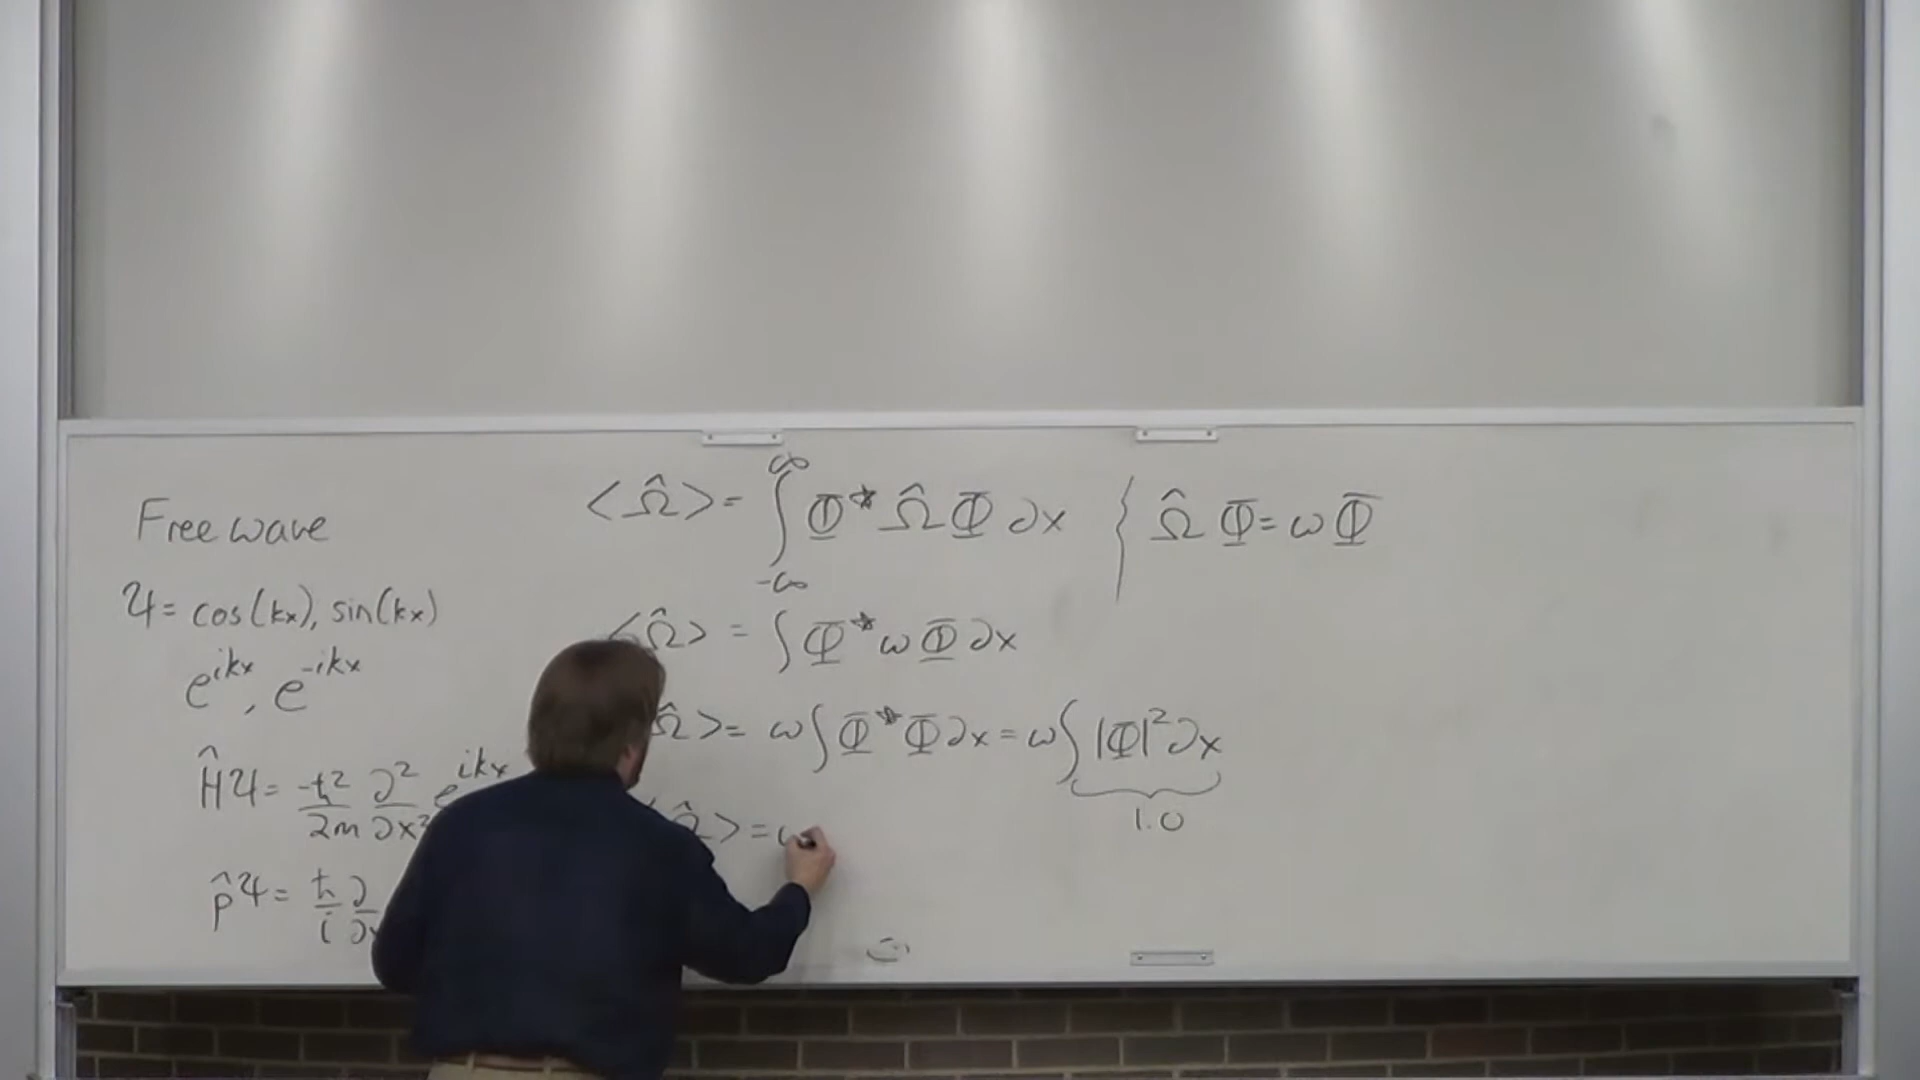 Free wave
Ψ = cos(kx), sin(kx)
e^{ikx}, e^{-ikx}
ĤΨ = -ħ²/2m ∂²/∂x² e^{ikx}
p̂Ψ = ħ/i ∂/∂x
<Ω̂> = ∫_{-∞}^{∞} Φ* Ω̂ Φ ∂x { Ω̂ Φ = ω Φ
<Ω̂> = ∫ Φ* ω Φ ∂x
Ω̂> = ω ∫ Φ* Φ ∂x = ω ∫ |Φ|² ∂x
1.0
<Ω̂> = ω